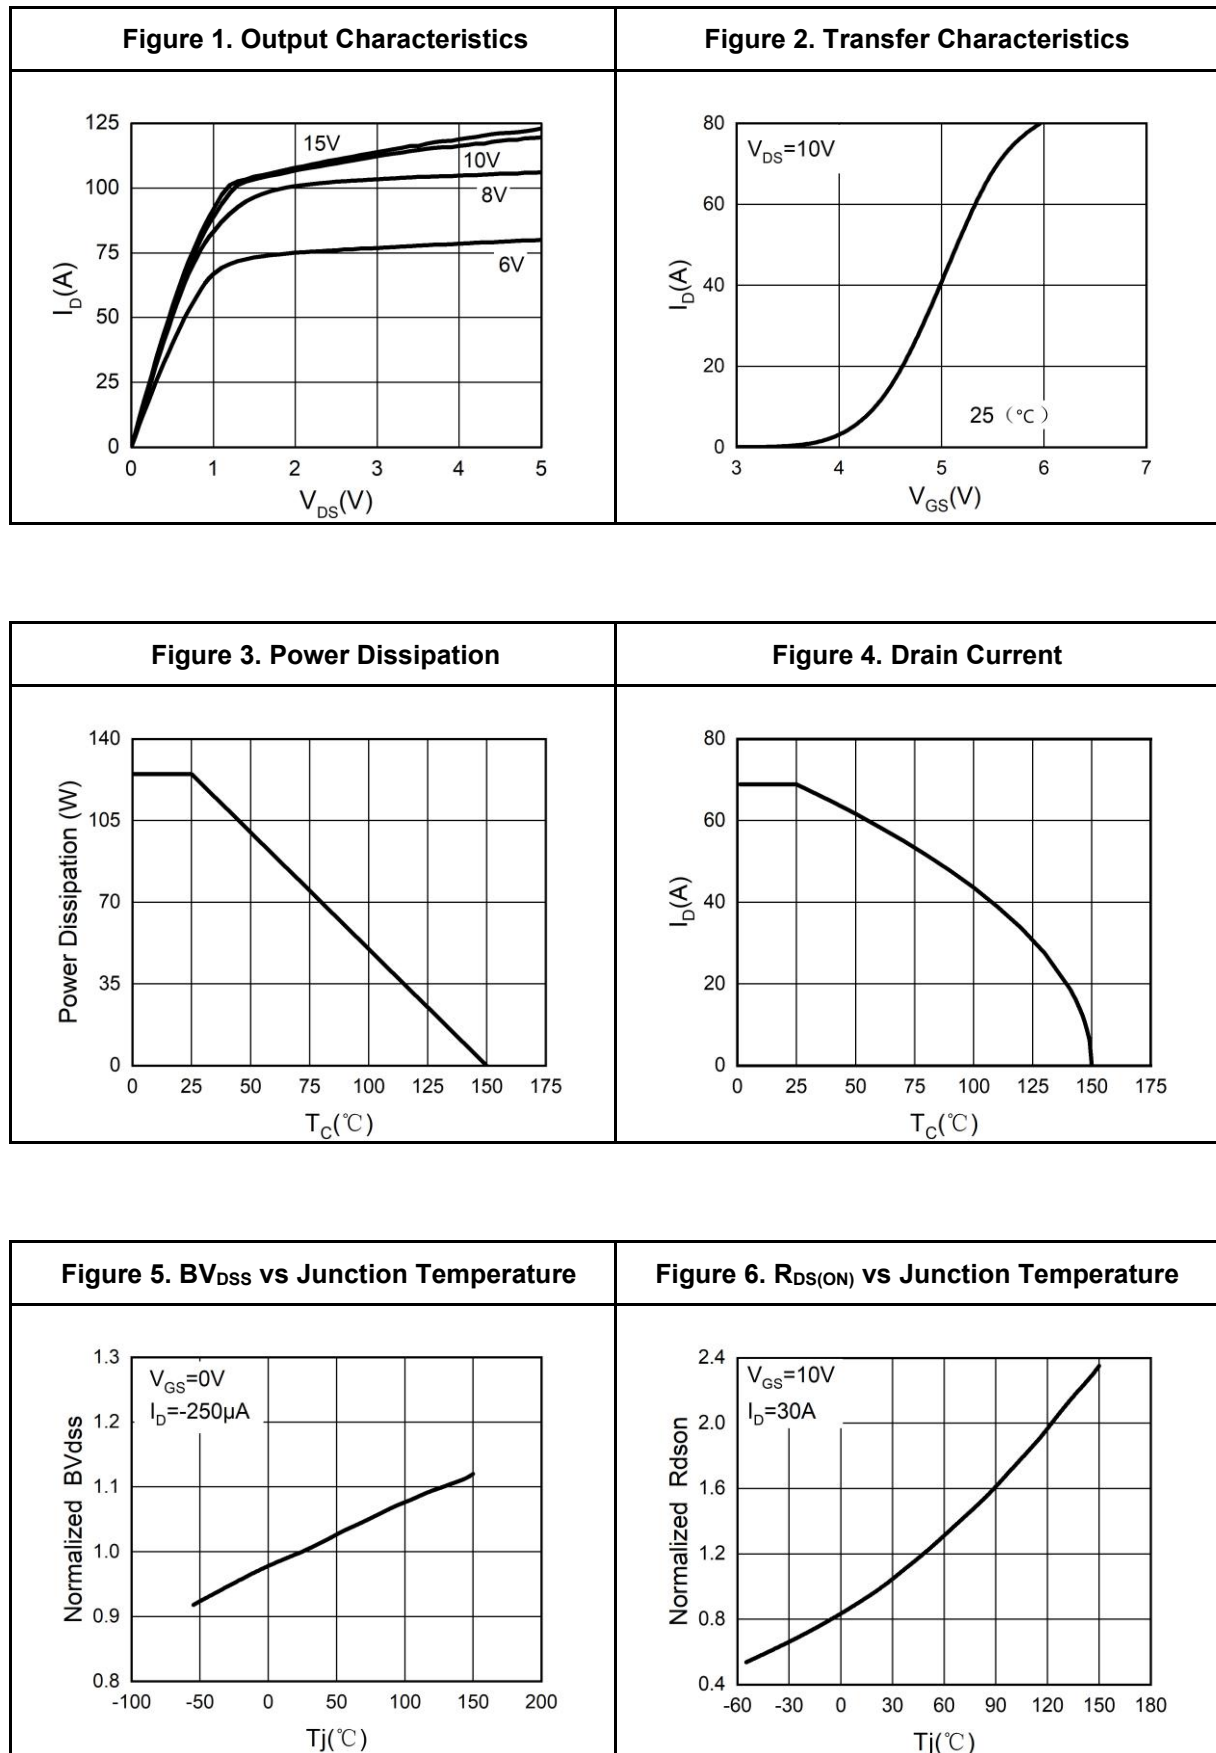 Figure 1. Output Characteristics
Figure 2. Transfer Characteristics
125
100
75
50
25
0
I_D(A)
15V
10V
8V
6V
0 1 2 3 4 5
V_DS(V)
80
60
40
20
0
I_D(A)
V_DS=10V
25（℃）
3 4 5 6 7
V_GS(V)
Figure 3. Power Dissipation
Figure 4. Drain Current
140
105
70
35
0
Power Dissipation (W)
0 25 50 75 100 125 150 175
T_C(℃)
80
60
40
20
0
I_D(A)
0 25 50 75 100 125 150 175
T_C(℃)
Figure 5. BV_DSS vs Junction Temperature
Figure 6. R_DS(ON) vs Junction Temperature
1.3
1.2
1.1
1.0
0.9
0.8
Normalized BVdss
V_GS=0V
I_D=-250μA
-100 -50 0 50 100 150 200
Tj(℃)
2.4
2.0
1.6
1.2
0.8
0.4
Normalized Rdson
V_GS=10V
I_D=30A
-60 -30 0 30 60 90 120 150 180
Tj(℃)